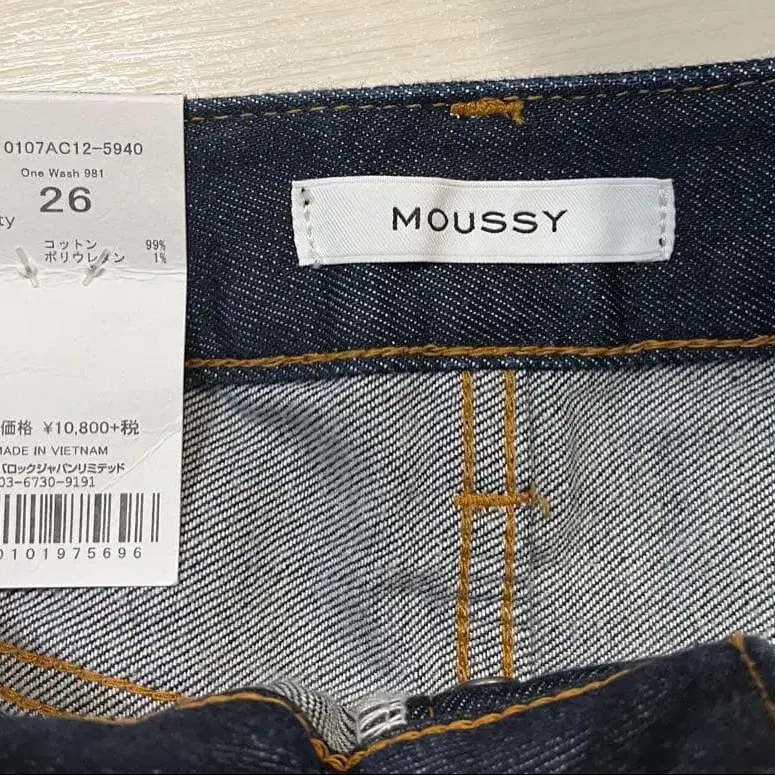 0107AC12-5940
One Wash 981
26
ty
コットン 99%
ポリウレタン 1%
MOUSSY
価格 ¥10,800+税
MADE IN VIETNAM
バロックジャパンリミテッド
03-6730-9191
0101975696